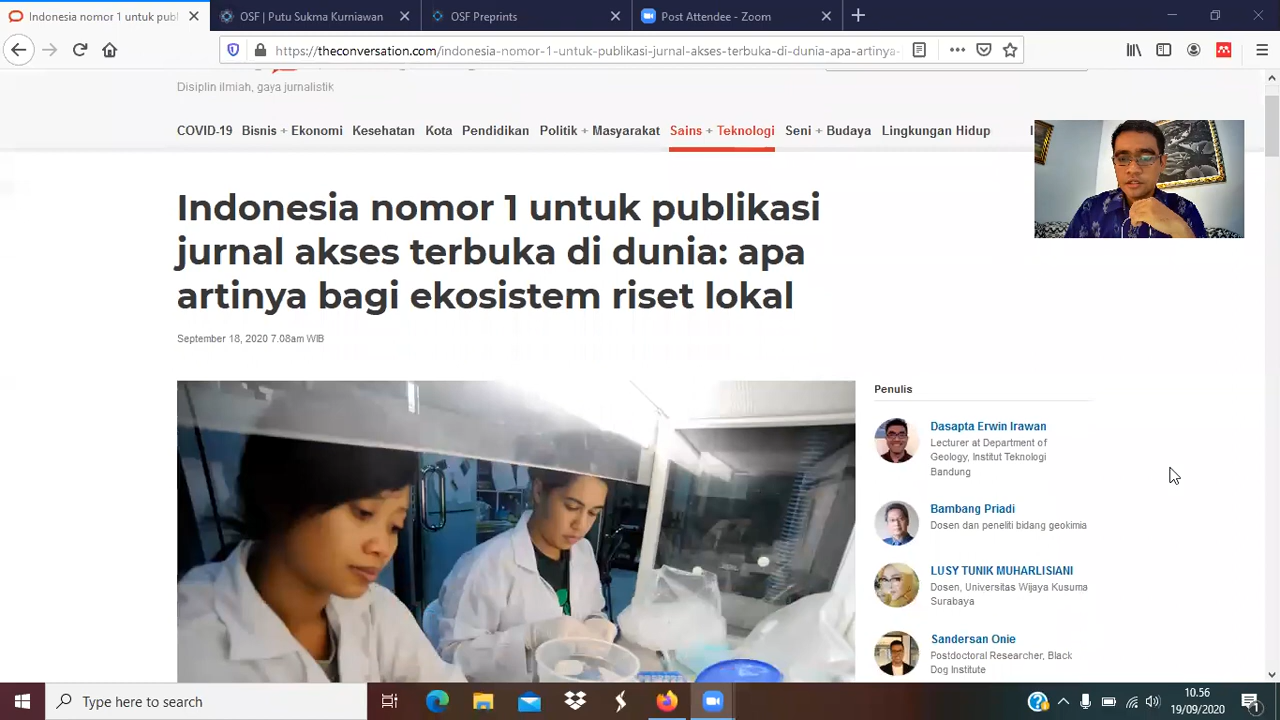 Indonesia nomor 1 untuk publ
OSF | Putu Sukma Kurniawan
OSF Preprints
Post Attendee - Zoom
https://theconversation.com/indonesia-nomor-1-untuk-publikasi-jurnal-akses-terbuka-di-dunia-apa-artinya-
Disiplin ilmiah, gaya jurnalistik
COVID-19 Bisnis + Ekonomi Kesehatan Kota Pendidikan Politik + Masyarakat Sains + Teknologi Seni + Budaya Lingkungan Hidup
Indonesia nomor 1 untuk publikasi
jurnal akses terbuka di dunia: apa
artinya bagi ekosistem riset lokal
September 18, 2020 7.08am WIB
Penulis
Dasapta Erwin Irawan
Lecturer at Department of
Geology, Institut Teknologi
Bandung
Bambang Priadi
Dosen dan peneliti bidang geokimia
LUSY TUNIK MUHARLISIANI
Dosen, Universitas Wijaya Kusuma
Surabaya
Sandersan Onie
Postdoctoral Researcher, Black
Dog Institute
Type here to search
10.56
19/09/2020
1